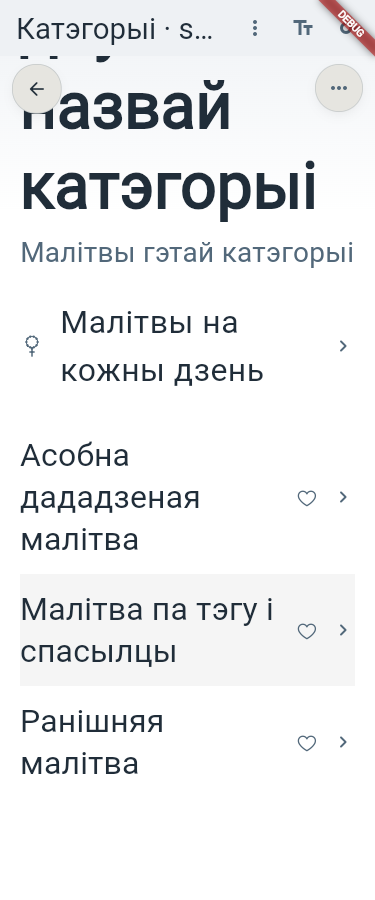 Катэгорыі · s…
DEBUG
назвай
катэгорыі
Малітвы гэтай катэгорыі
Малітвы на
кожны дзень
Асобна
дададзеная
малітва
Малітва па тэгу і
спасылцы
Ранішняя
малітва